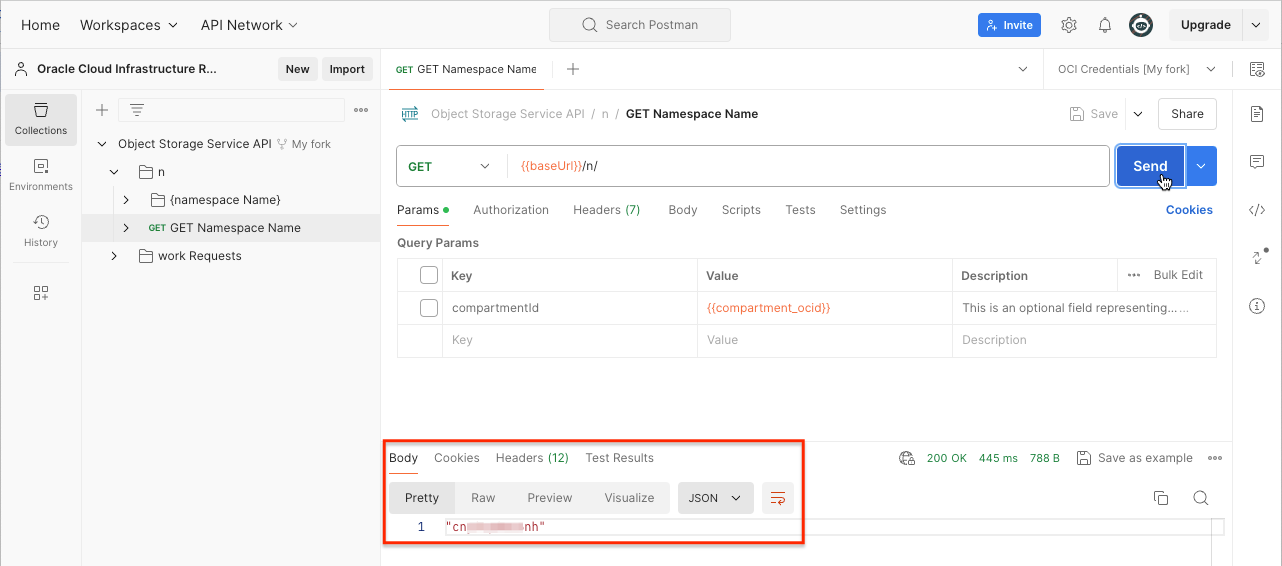 Home Workspaces API Network Search Postman Invite Upgrade
Oracle Cloud Infrastructure R... New Import GET GET Namespace Name OCI Credentials [My fork]
Collections
Environments
History
Object Storage Service API My fork
n
{namespace Name}
GET GET Namespace Name
work Requests
HTTP Object Storage Service API / n / GET Namespace Name Save Share
GET {{baseUrl}}/n/ Send
Params Authorization Headers (7) Body Scripts Tests Settings Cookies
Query Params
Key Value Description Bulk Edit
compartmentId {{compartment_ocid}} This is an optional field representing... ...
Key Value Description
Body Cookies Headers (12) Test Results 200 OK 445 ms 788 B Save as example
Pretty Raw Preview Visualize JSON
1 "cn nh"